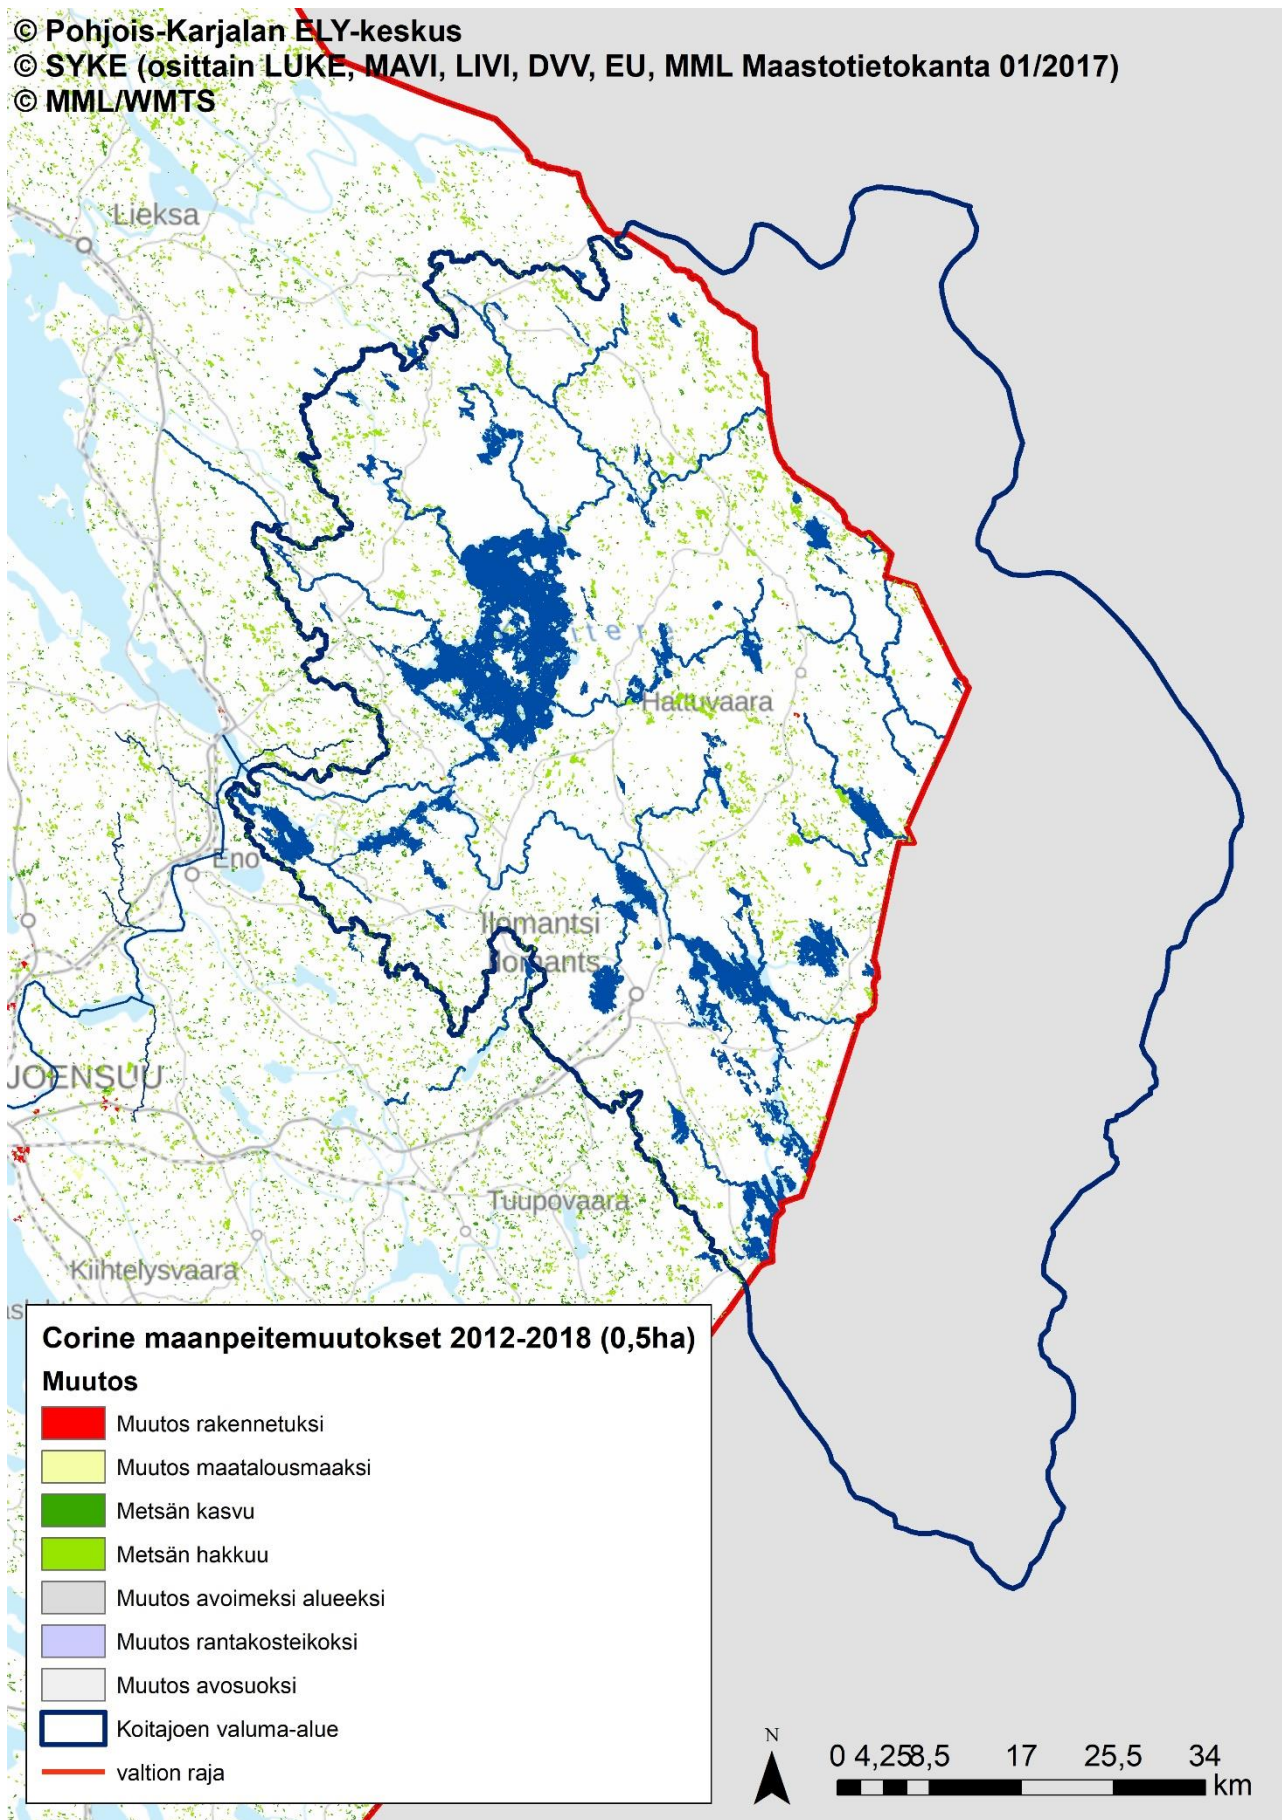 © Pohjois-Karjalan ELY-keskus
© SYKE (osittain LUKE, MAVI, LIVI, DVV, EU, MML Maastotietokanta 01/2017)
© MML/WMTS
Lieksa
Hattuvaara
Eno
Ilomantsi
Ilomants
JOENSUU
Tuupovaara
Kiihtelysvaara
Corine maanpeitemuutokset 2012-2018 (0,5ha)
Muutos
Muutos rakennetuksi
Muutos maatalousmaaksi
Metsän kasvu
Metsän hakkuu
Muutos avoimeksi alueeksi
Muutos rantakosteikoksi
Muutos avosuoksi
Koitajoen valuma-alue
valtion raja
N
0 4,25 8,5 17 25,5 34
km